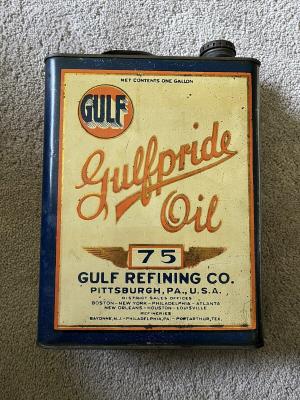 NET CONTENTS ONE GALLON
GULF
Gulfpride
Oil
75
GULF REFINING CO.
PITTSBURGH, PA., U.S.A.
DISTRICT SALES OFFICES
BOSTON - NEW YORK - PHILADELPHIA - ATLANTA
NEW ORLEANS - HOUSTON - LOUISVILLE
REFINERIES
BAYONNE, N.J. - PHILADELPHIA, PA. - PORT ARTHUR, TEX.